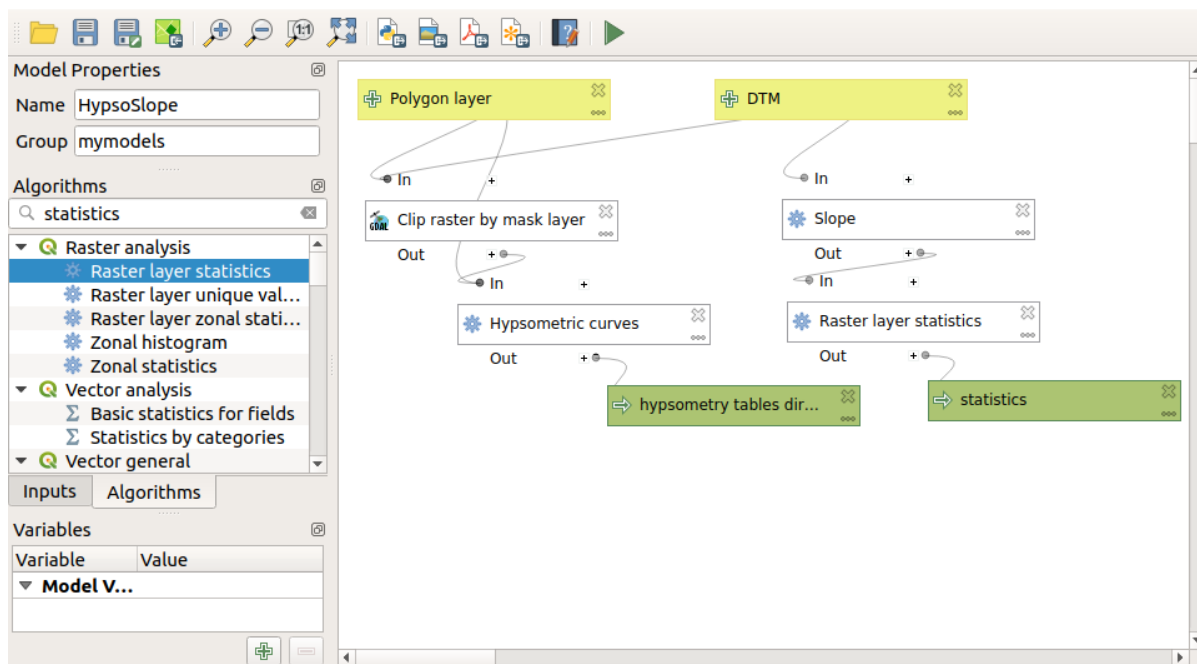 1:1
Model Properties
Name HypsoSlope
Group mymodels
Algorithms
statistics
Raster analysis
Raster layer statistics
Raster layer unique val...
Raster layer zonal stati...
Zonal histogram
Zonal statistics
Vector analysis
Basic statistics for fields
Statistics by categories
Vector general
Inputs Algorithms
Variables
Variable Value
Model V...
Polygon layer
DTM
In
In
GDAL Clip raster by mask layer
Slope
Out
Out
In
In
Hypsometric curves
Raster layer statistics
Out
Out
hypsometry tables dir...
statistics